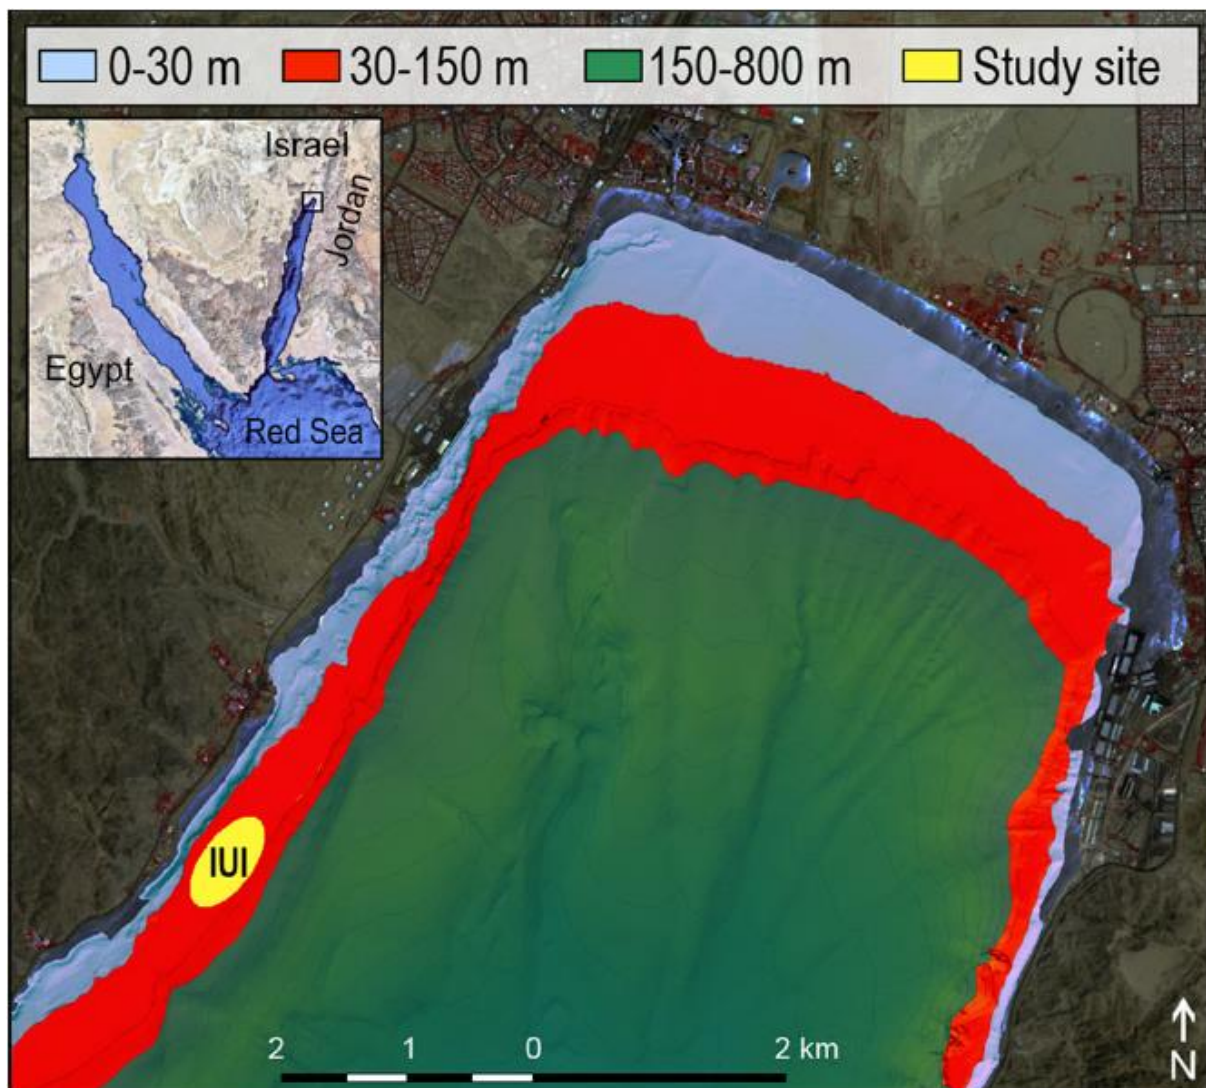 0-30 m 30-150 m 150-800 m Study site
Israel
Jordan
Egypt
Red Sea
IUI
2 1 0 2 km
N